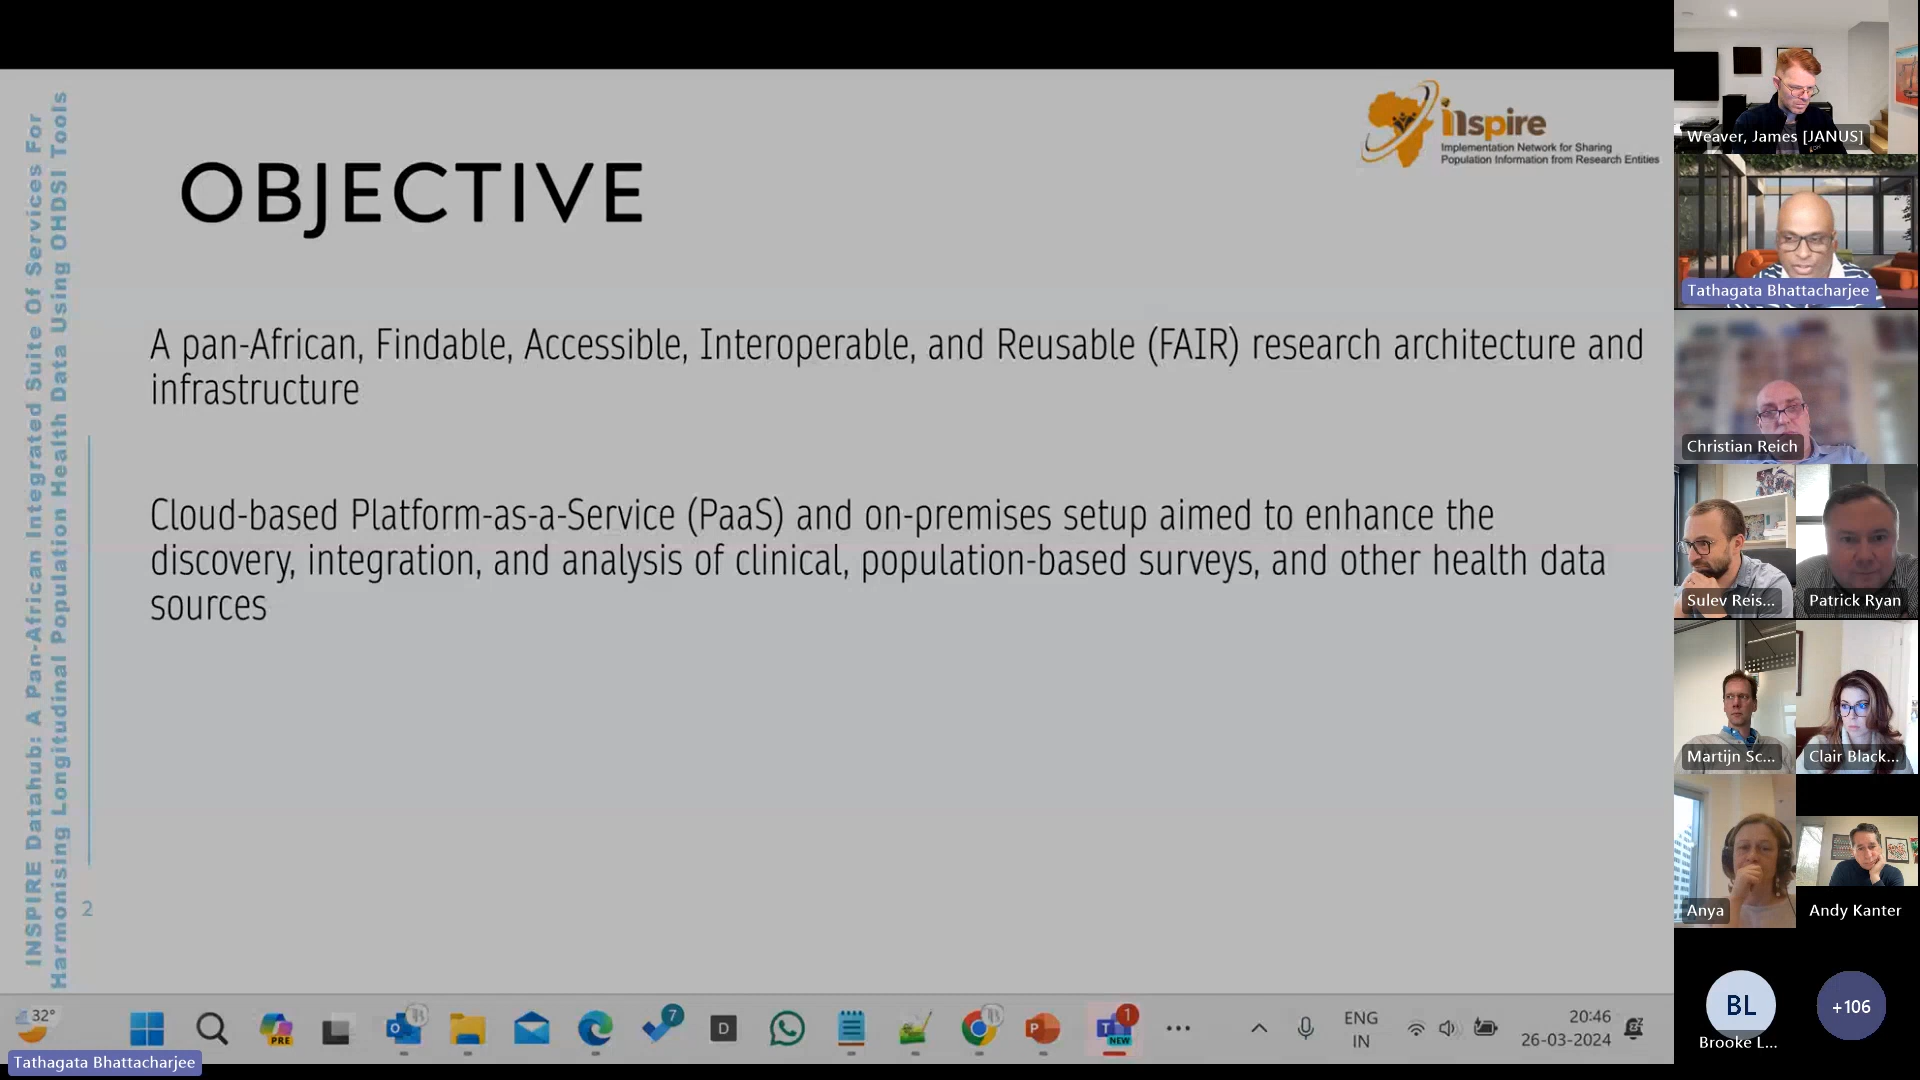 INSPIRE Datahub: A Pan-African Integrated Suite Of Services For
Harmonising Longitudinal Population Health Data Using OHDSI Tools
OBJECTIVE
inspire
Implementation Network for Sharing
Population Information from Research Entities
A pan-African, Findable, Accessible, Interoperable, and Reusable (FAIR) research architecture and
infrastructure
Cloud-based Platform-as-a-Service (PaaS) and on-premises setup aimed to enhance the
discovery, integration, and analysis of clinical, population-based surveys, and other health data
sources
2
32°
PRE
7
D
1
NEW
ENG
IN
20:46
26-03-2024
Tathagata Bhattacharjee
Weaver, James [JANUS]
Tathagata Bhattacharjee
Christian Reich
Sulev Reis...
Patrick Ryan
Martijn Sc...
Clair Black...
Anya
Andy Kanter
BL
Brooke L...
+106